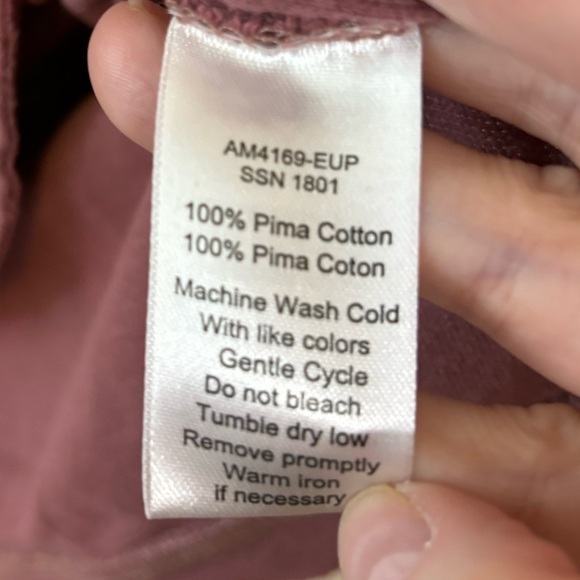 AM4169-EUP
SSN 1801
100% Pima Cotton
100% Pima Coton
Machine Wash Cold
With like colors
Gentle Cycle
Do not bleach
Tumble dry low
Remove promptly
Warm iron
if necessary